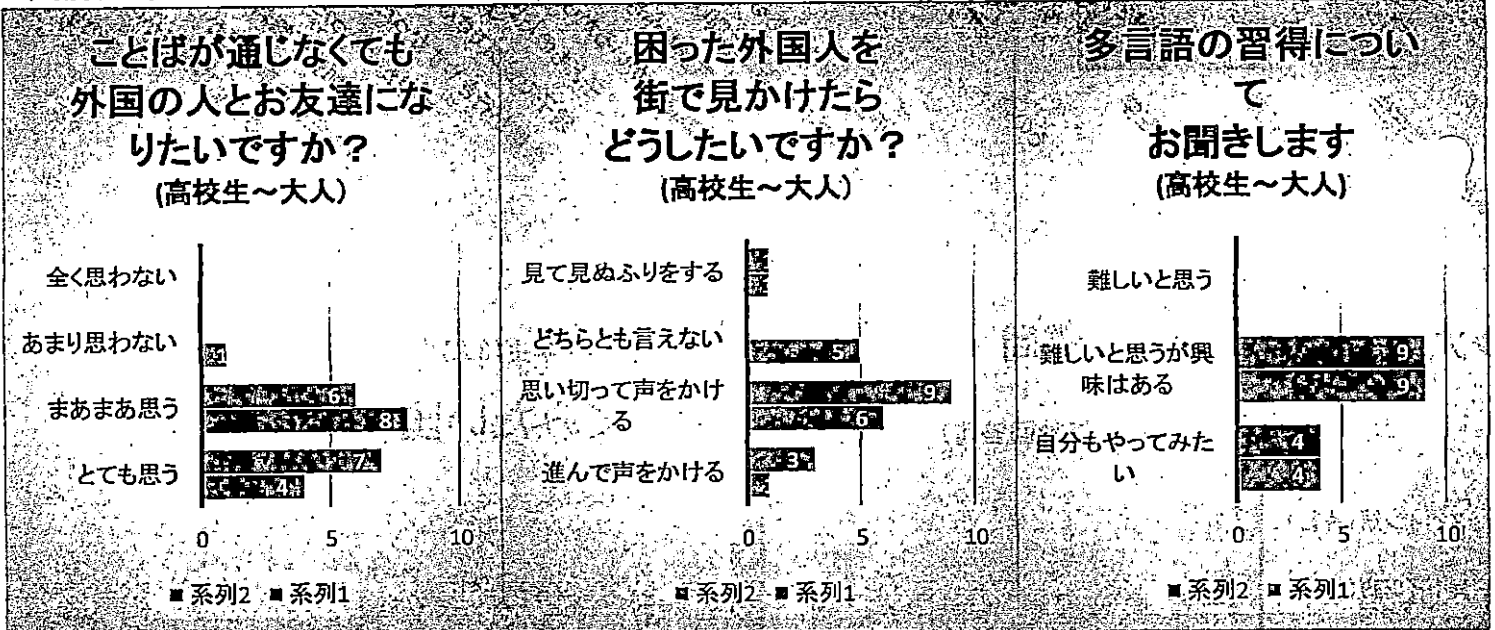 ことばが通じなくても
外国の人とお友達にな
りたいですか？
(高校生～大人)
全く思わない
あまり思わない
1
まあまあ思う
6
8
とても思う
7
4
0 5 10
■ 系列2 ■ 系列1
困った外国人を
街で見かけたら
どうしたいですか？
(高校生～大人)
見て見ぬふりをする
どちらとも言えない
5
思い切って声をかけ
る
9
6
進んで声をかける
3
0 5 10
■ 系列2 ■ 系列1
多言語の習得につい
て
お聞きします
(高校生～大人)
難しいと思う
難しいと思うが興
味はある
9
9
自分もやってみた
い
4
4
0 5 10
■ 系列2 ■ 系列1